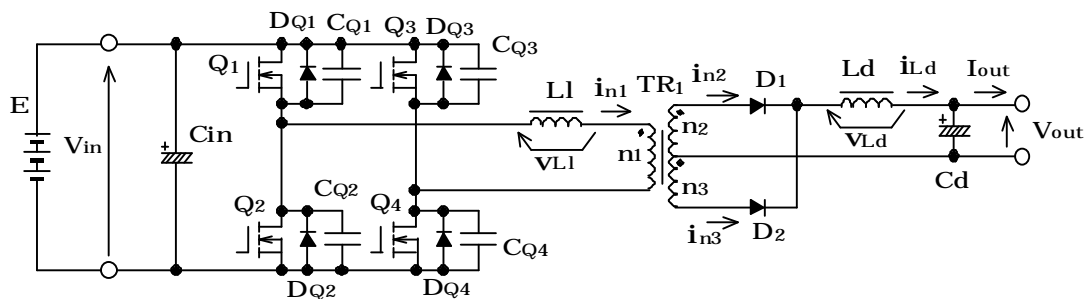 DQ1 CQ1 Q3 DQ3 CQ3
Q1
E
Vin
+
Cin
Ll in1 TR1 in2 D1 Ld iLd Iout
n1 n2
n3
vLl
vLd
+
Cd
Vout
in3 D2
Q2 CQ2 Q4
CQ4
DQ2 DQ4